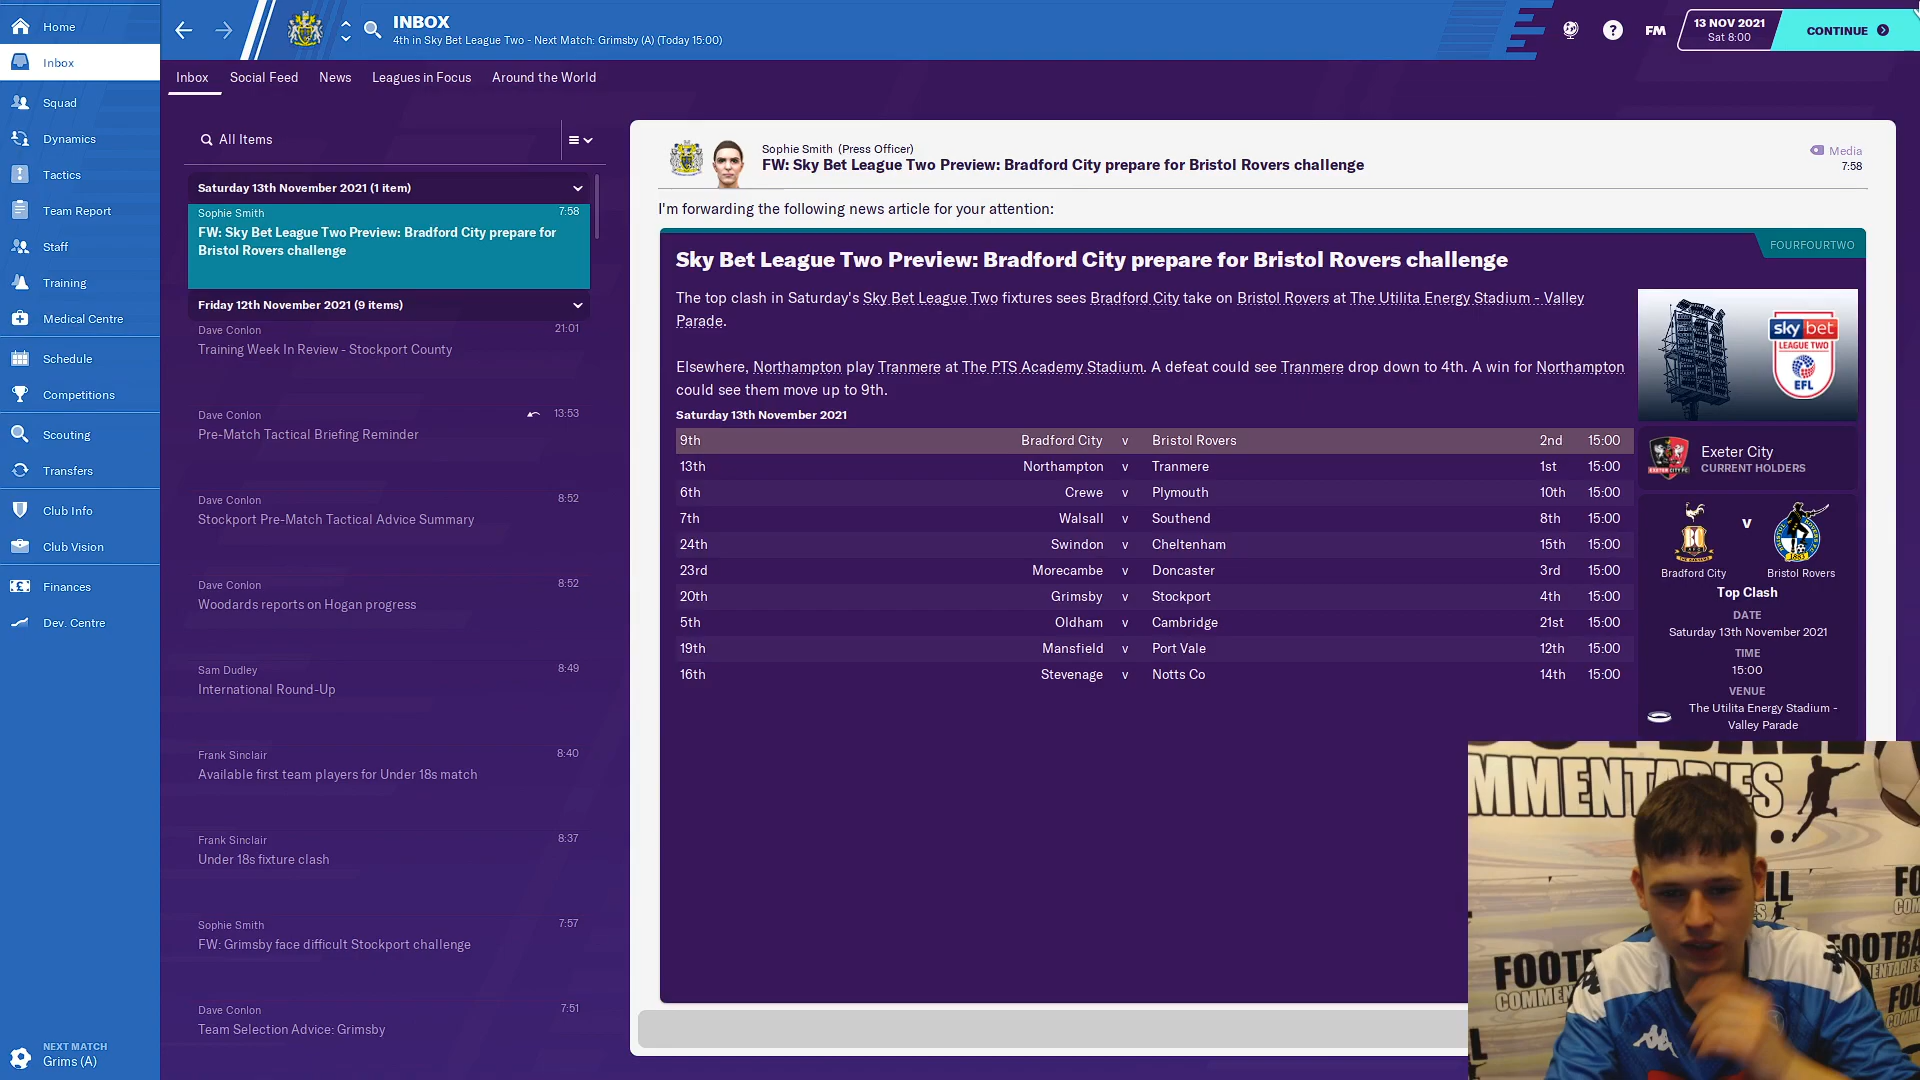 Home
Inbox
Squad
Dynamics
Tactics
Team Report
Staff
Training
Medical Centre
Schedule
Competitions
Scouting
Transfers
Club Info
Club Vision
Finances
Dev. Centre
NEXT MATCH
Grims (A)
INBOX
4th in Sky Bet League Two - Next Match: Grimsby (A) (Today 15:00)
?
FM
13 NOV 2021
Sat 8:00
CONTINUE
Inbox Social Feed News Leagues in Focus Around the World
All Items
Saturday 13th November 2021 (1 item)
Sophie Smith 7:58
FW: Sky Bet League Two Preview: Bradford City prepare for
Bristol Rovers challenge
Friday 12th November 2021 (9 items)
Dave Conlon 21:01
Training Week In Review - Stockport County
Dave Conlon 13:53
Pre-Match Tactical Briefing Reminder
Dave Conlon 8:52
Stockport Pre-Match Tactical Advice Summary
Dave Conlon 8:52
Woodards reports on Hogan progress
Sam Dudley 8:49
International Round-Up
Frank Sinclair 8:40
Available first team players for Under 18s match
Frank Sinclair 8:37
Under 18s fixture clash
Sophie Smith 7:57
FW: Grimsby face difficult Stockport challenge
Dave Conlon 7:51
Team Selection Advice: Grimsby
Sophie Smith (Press Officer)
FW: Sky Bet League Two Preview: Bradford City prepare for Bristol Rovers challenge
Media
7:58
I'm forwarding the following news article for your attention:
FOURFOURTWO
Sky Bet League Two Preview: Bradford City prepare for Bristol Rovers challenge
The top clash in Saturday's Sky Bet League Two fixtures sees Bradford City take on Bristol Rovers at The Utilita Energy Stadium - Valley
Parade.
Elsewhere, Northampton play Tranmere at The PTS Academy Stadium. A defeat could see Tranmere drop down to 4th. A win for Northampton
could see them move up to 9th.
Saturday 13th November 2021
9th Bradford City v Bristol Rovers 2nd 15:00
13th Northampton v Tranmere 1st 15:00
6th Crewe v Plymouth 10th 15:00
7th Walsall v Southend 8th 15:00
24th Swindon v Cheltenham 15th 15:00
23rd Morecambe v Doncaster 3rd 15:00
20th Grimsby v Stockport 4th 15:00
5th Oldham v Cambridge 21st 15:00
19th Mansfield v Port Vale 12th 15:00
16th Stevenage v Notts Co 14th 15:00
sky bet
LEAGUE TWO
EFL
Exeter City
CURRENT HOLDERS
v
Bradford City Bristol Rovers
Top Clash
DATE
Saturday 13th November 2021
TIME
15:00
VENUE
The Utilita Energy Stadium -
Valley Parade